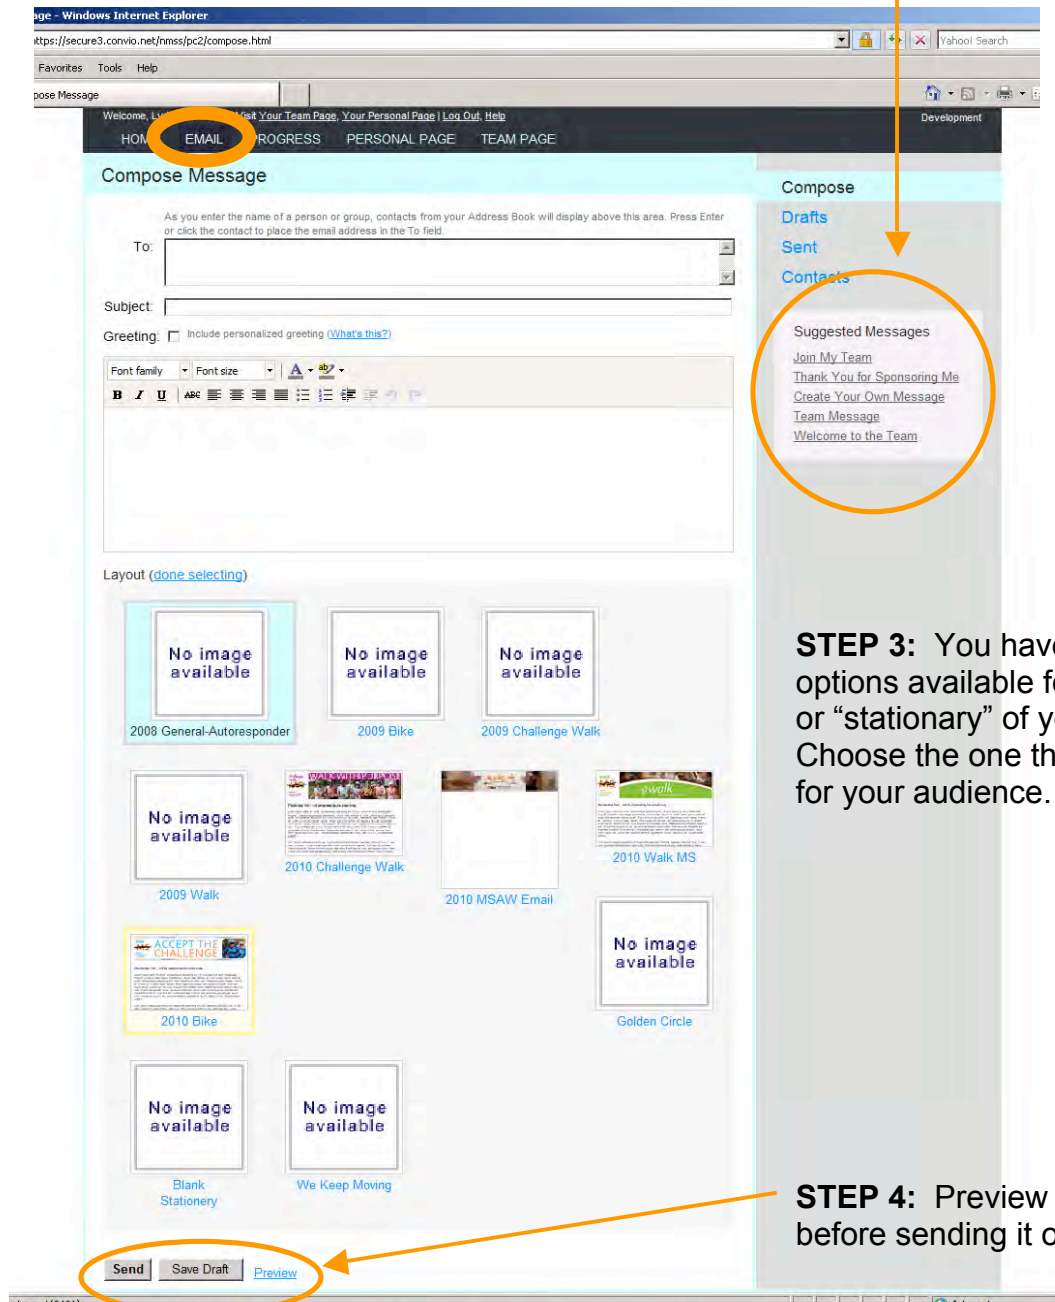 age - Windows Internet Explorer
https://secure3.convio.net/nmss/pc2/compose.html
Yahoo! Search
Favorites Tools Help
pose Message
Welcome, Visit Your Team Page, Your Personal Page | Log Out, Help
Development
HOM EMAIL PROGRESS PERSONAL PAGE TEAM PAGE
Compose Message
Compose
Drafts
Sent
Contacts
As you enter the name of a person or group, contacts from your Address Book will display above this area. Press Enter
or click the contact to place the email address in the To field.
To:
Subject:
Greeting: Include personalized greeting (What's this?)
Suggested Messages
Join My Team
Thank You for Sponsoring Me
Create Your Own Message
Team Message
Welcome to the Team
Font family Font size A ab
B I U ABC
Layout (done selecting)
No image
available
2008 General-Autoresponder
No image
available
2009 Bike
No image
available
2009 Challenge Walk
STEP 3: You have
options available f
or “stationary” of y
Choose the one th
for your audience.
No image
available
2009 Walk
WALK WITH PURPOSE
2010 Challenge Walk
2010 MSAW Email
walk
2010 Walk MS
ACCEPT THE
CHALLENGE
2010 Bike
No image
available
Golden Circle
No image
available
Blank
Stationery
No image
available
We Keep Moving
STEP 4: Preview
before sending it o
Send Save Draft Preview